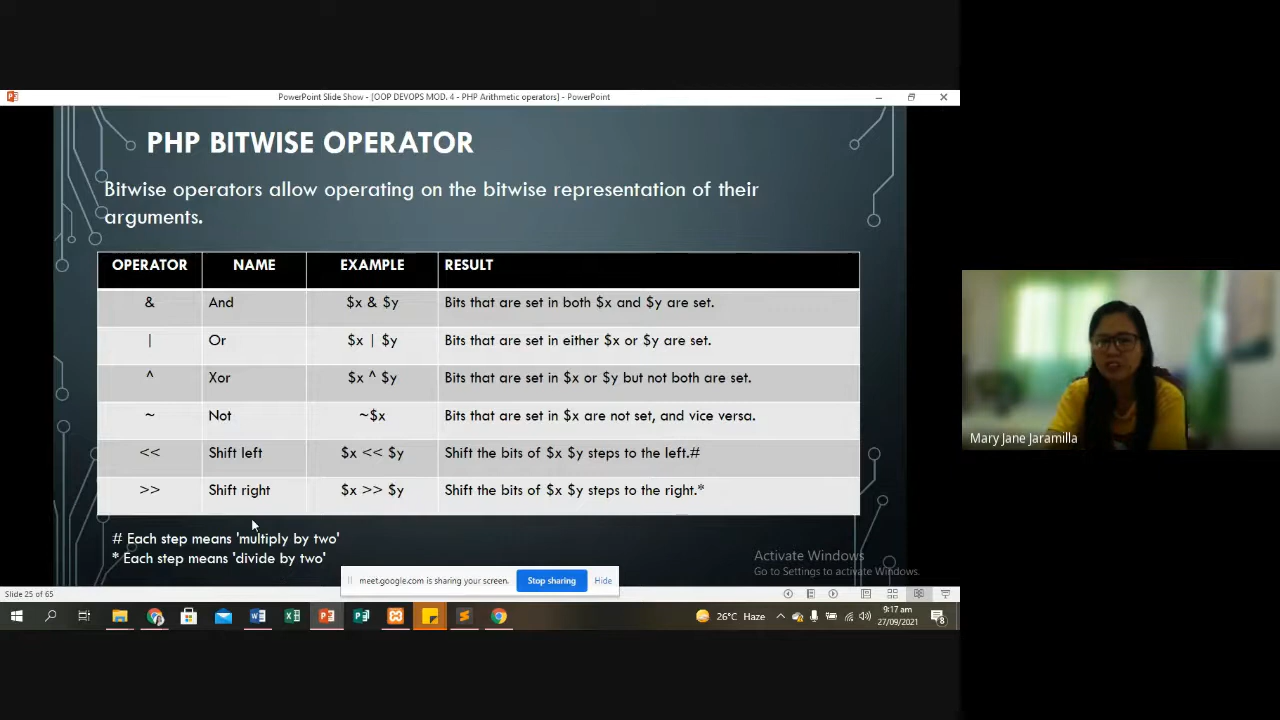 PowerPoint Slide Show - [OOP DEVOPS MOD. 4 - PHP Arithmetic operators] - PowerPoint
PHP BITWISE OPERATOR
Bitwise operators allow operating on the bitwise representation of their
arguments.
OPERATOR NAME EXAMPLE RESULT
& And $x & $y Bits that are set in both $x and $y are set.
| Or $x | $y Bits that are set in either $x or $y are set.
^ Xor $x ^ $y Bits that are set in $x or $y but not both are set.
~ Not ~$x Bits that are set in $x are not set, and vice versa.
<< Shift left $x << $y Shift the bits of $x $y steps to the left.#
>> Shift right $x >> $y Shift the bits of $x $y steps to the right.*
# Each step means 'multiply by two'
* Each step means 'divide by two'
Activate Windows
Go to Settings to activate Windows.
meet.google.com is sharing your screen. Stop sharing Hide
Slide 25 of 65
26°C Haze
9:17 am
27/09/2021
8
Mary Jane Jaramilla